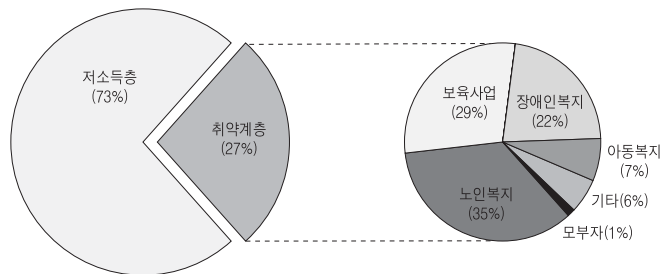 저소득층
(73%)
취약계층
(27%)
보육사업
(29%)
장애인복지
(22%)
아동복지
(7%)
기타(6%)
모부자(1%)
노인복지
(35%)